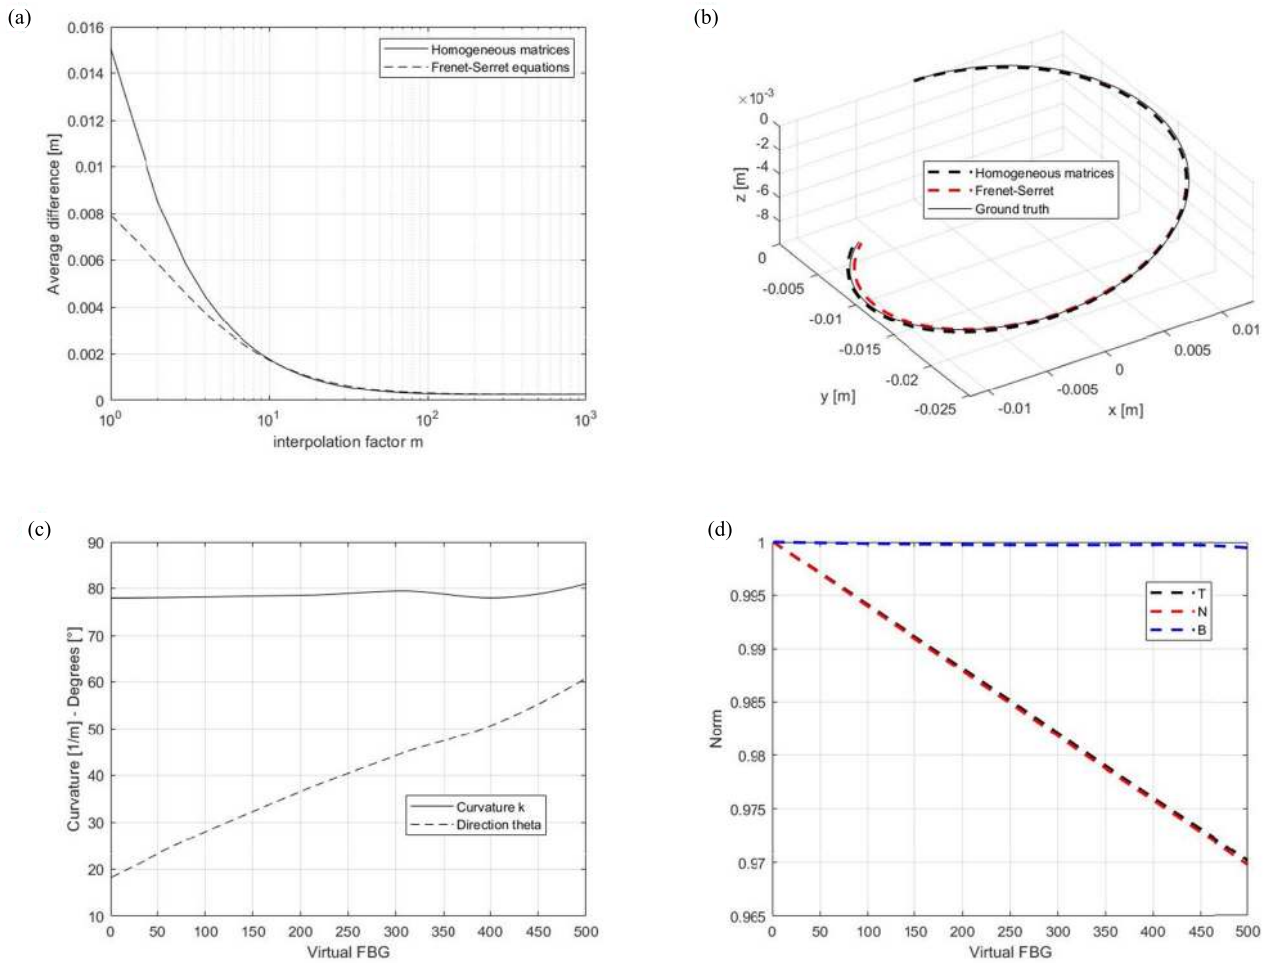 (a)
0.016
0.014
0.012
0.01
0.008
0.006
0.004
0.002
0
Average difference [m]
Homogeneous matrices
Frenet-Serret equations
10^0
10^1
10^2
10^3
interpolation factor m
(b)
×10^-3
0
-2
-4
-6
-8
z [m]
Homogeneous matrices
Frenet-Serret
Ground truth
0
-0.005
-0.01
-0.015
-0.02
-0.025
y [m]
-0.01
-0.005
0
0.005
0.01
x [m]
(c)
90
80
70
60
50
40
30
20
10
Curvature [1/m] - Degrees [°]
Curvature k
Direction theta
0 50 100 150 200 250 300 350 400 450 500
Virtual FBG
(d)
1
0.995
0.99
0.985
0.98
0.975
0.97
0.965
Norm
T
N
B
0 50 100 150 200 250 300 350 400 450 500
Virtual FBG